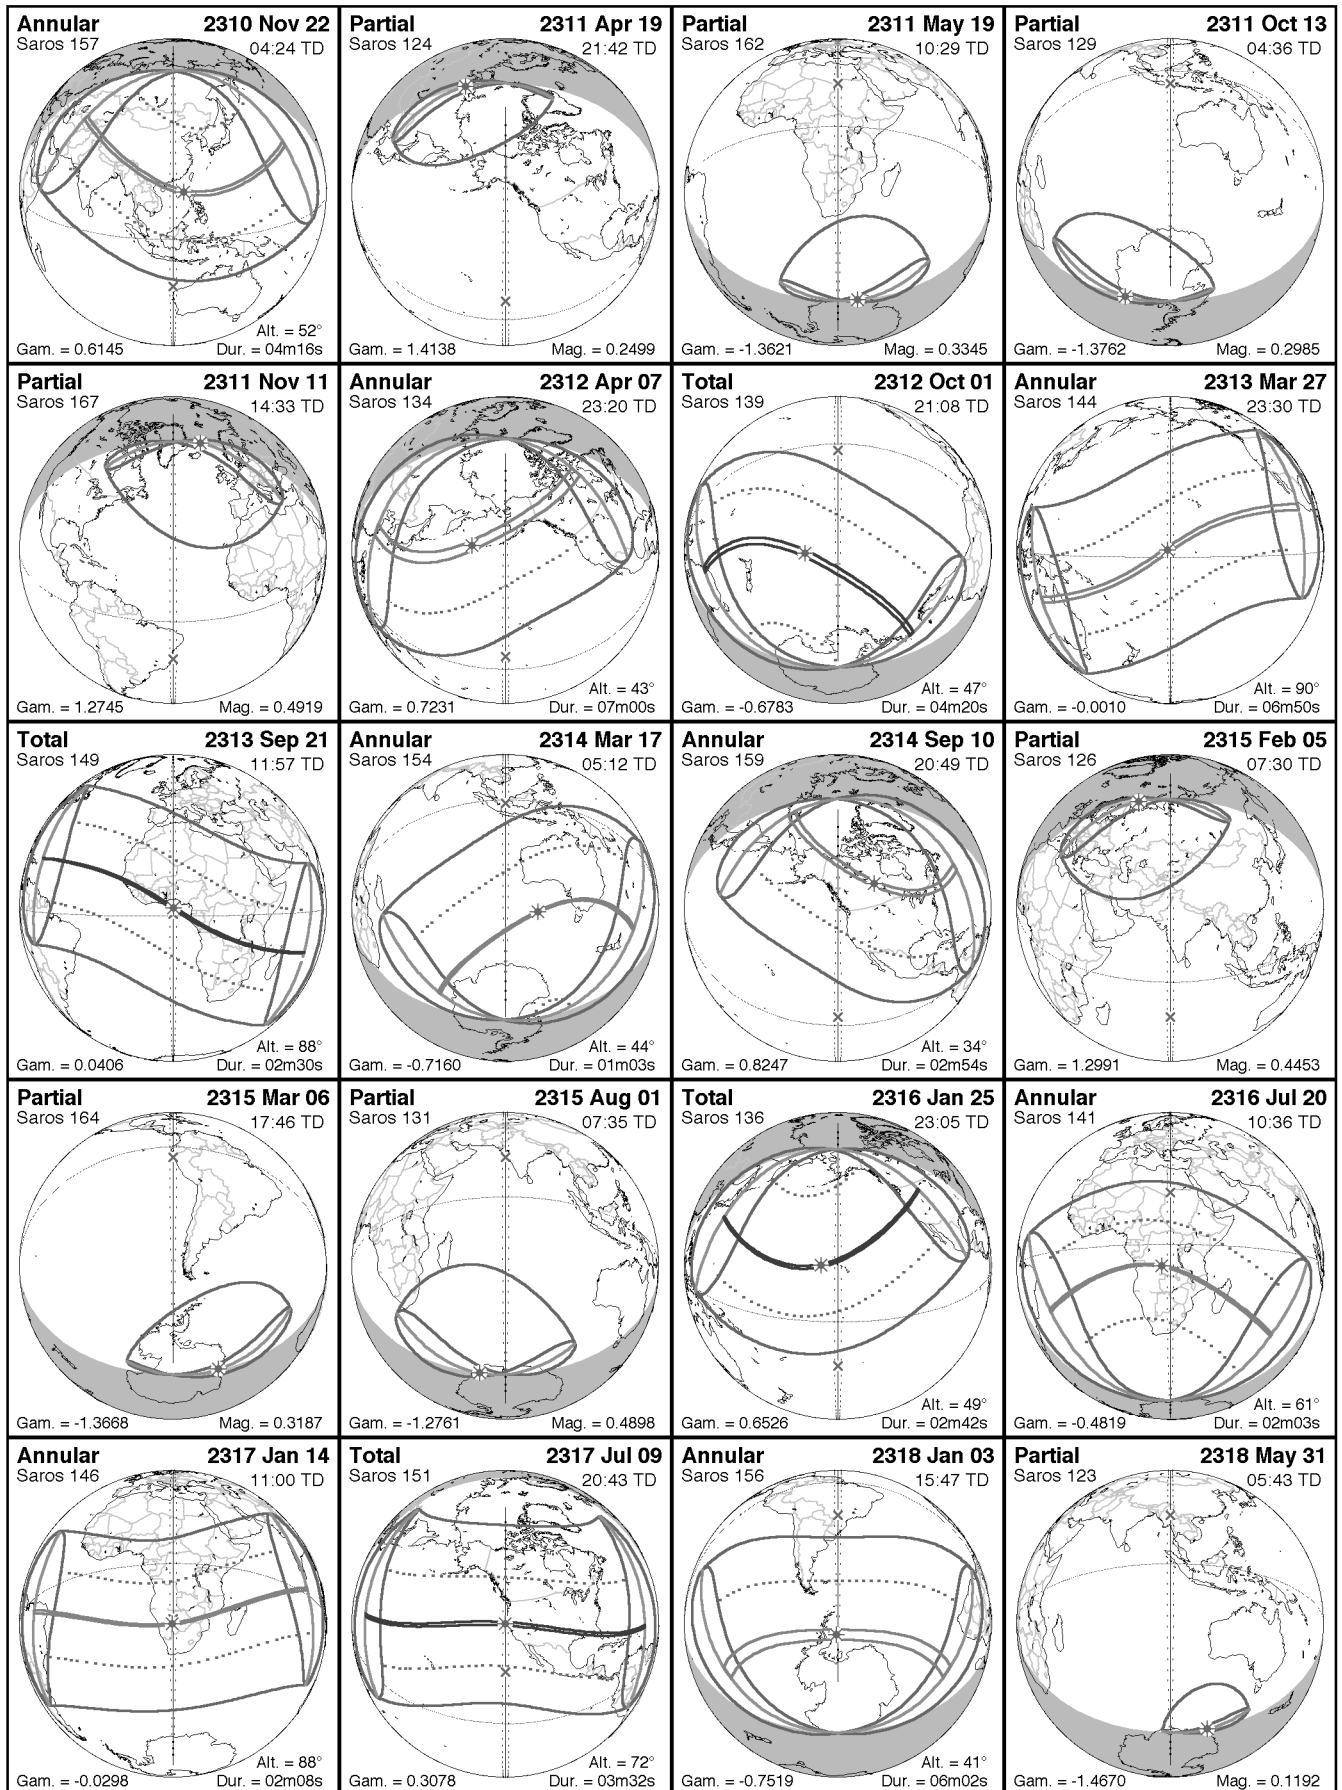 Annular 2310 Nov 22
Saros 157 04:24 TD
Alt. = 52°
Gam. = 0.6145 Dur. = 04m16s
Partial 2311 Apr 19
Saros 124 21:42 TD
Gam. = 1.4138 Mag. = 0.2499
Partial 2311 May 19
Saros 162 10:29 TD
Gam. = -1.3621 Mag. = 0.3345
Partial 2311 Oct 13
Saros 129 04:36 TD
Gam. = -1.3762 Mag. = 0.2985
Partial 2311 Nov 11
Saros 167 14:33 TD
Gam. = 1.2745 Mag. = 0.4919
Annular 2312 Apr 07
Saros 134 23:20 TD
Alt. = 43°
Gam. = 0.7231 Dur. = 07m00s
Total 2312 Oct 01
Saros 139 21:08 TD
Alt. = 47°
Gam. = -0.6783 Dur. = 04m20s
Annular 2313 Mar 27
Saros 144 23:30 TD
Alt. = 90°
Gam. = -0.0010 Dur. = 06m50s
Total 2313 Sep 21
Saros 149 11:57 TD
Alt. = 88°
Gam. = 0.0406 Dur. = 02m30s
Annular 2314 Mar 17
Saros 154 05:12 TD
Alt. = 44°
Gam. = -0.7160 Dur. = 01m03s
Annular 2314 Sep 10
Saros 159 20:49 TD
Alt. = 34°
Gam. = 0.8247 Dur. = 02m54s
Partial 2315 Feb 05
Saros 126 07:30 TD
Gam. = 1.2991 Mag. = 0.4453
Partial 2315 Mar 06
Saros 164 17:46 TD
Gam. = -1.3668 Mag. = 0.3187
Partial 2315 Aug 01
Saros 131 07:35 TD
Gam. = -1.2761 Mag. = 0.4898
Total 2316 Jan 25
Saros 136 23:05 TD
Alt. = 49°
Gam. = 0.6526 Dur. = 02m42s
Annular 2316 Jul 20
Saros 141 10:36 TD
Alt. = 61°
Gam. = -0.4819 Dur. = 02m03s
Annular 2317 Jan 14
Saros 146 11:00 TD
Alt. = 88°
Gam. = -0.0298 Dur. = 02m08s
Total 2317 Jul 09
Saros 151 20:43 TD
Alt. = 72°
Gam. = 0.3078 Dur. = 03m32s
Annular 2318 Jan 03
Saros 156 15:47 TD
Alt. = 41°
Gam. = -0.7519 Dur. = 06m02s
Partial 2318 May 31
Saros 123 05:43 TD
Gam. = -1.4670 Mag. = 0.1192